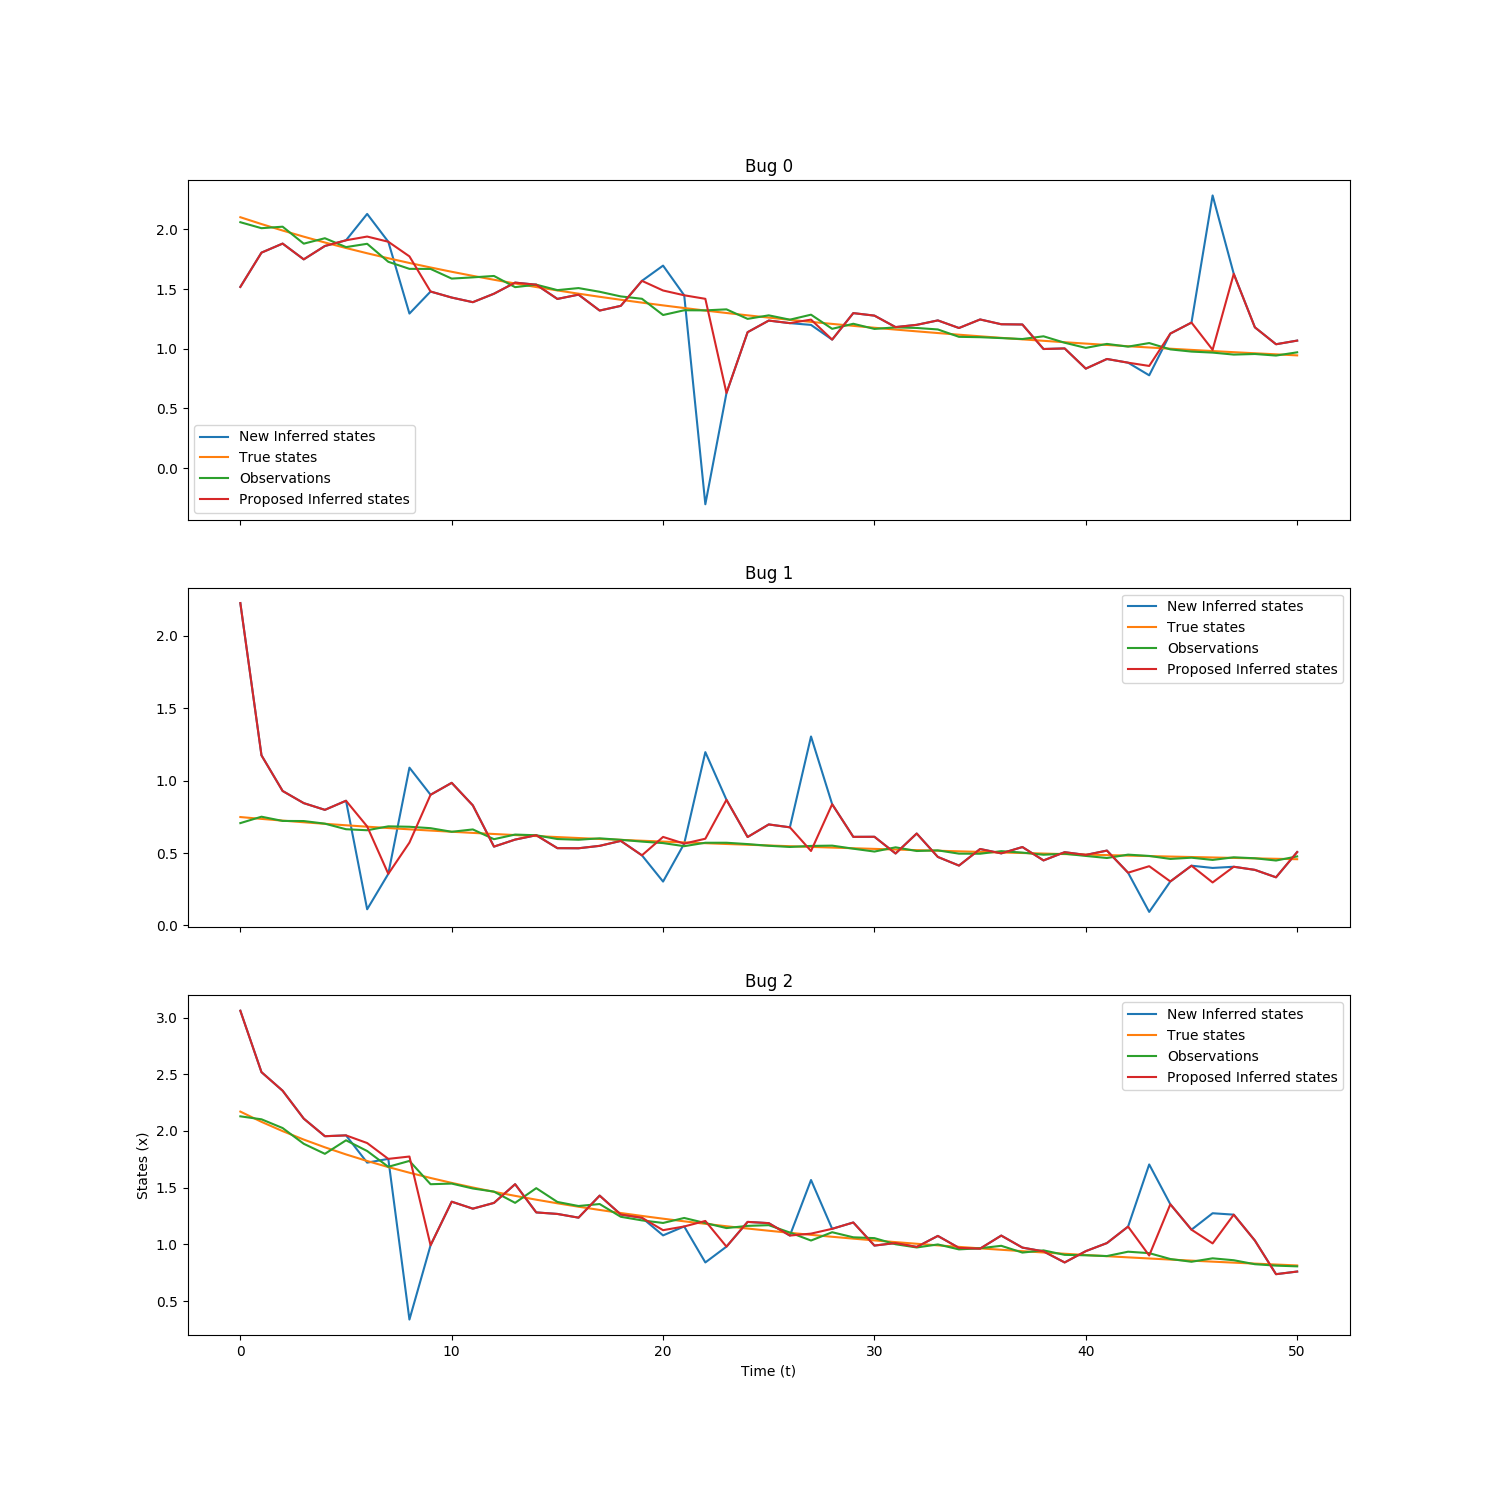 Bug 0
2.0
1.5
1.0
0.5
0.0
New Inferred states
True states
Observations
Proposed Inferred states
Bug 1
2.0
1.5
1.0
0.5
0.0
New Inferred states
True states
Observations
Proposed Inferred states
Bug 2
3.0
2.5
2.0
1.5
1.0
0.5
States (x)
New Inferred states
True states
Observations
Proposed Inferred states
0 10 20 30 40 50
Time (t)